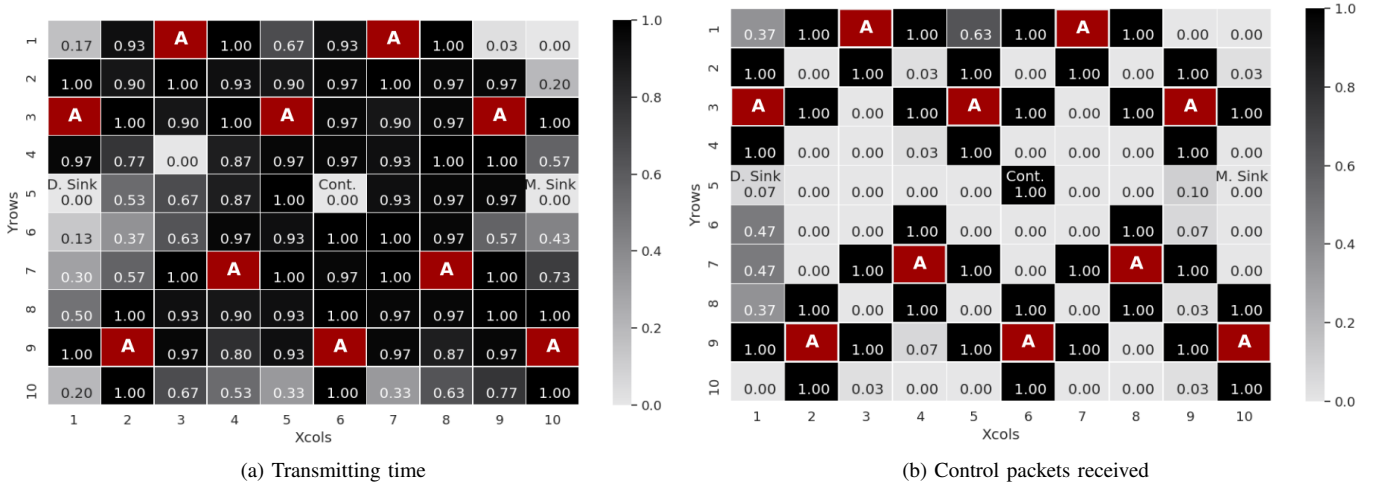 1 0.17 0.93 A 1.00 0.67 0.93 A 1.00 0.03 0.00
2 1.00 0.90 1.00 0.93 0.90 0.97 1.00 0.97 0.97 0.20
3 A 1.00 0.90 1.00 A 0.97 0.90 0.97 A 1.00
4 0.97 0.77 0.00 0.87 0.97 0.97 0.93 1.00 1.00 0.57
D. Sink Cont. M. Sink
5 0.00 0.53 0.67 0.87 1.00 0.00 0.93 0.97 0.97 0.00
6 0.13 0.37 0.63 0.97 0.93 1.00 1.00 0.97 0.57 0.43
7 0.30 0.57 1.00 A 1.00 0.97 1.00 A 1.00 0.73
8 0.50 1.00 0.93 0.90 0.93 1.00 0.97 0.97 1.00 1.00
9 1.00 A 0.97 0.80 0.93 A 0.97 0.87 0.97 A
10 0.20 1.00 0.67 0.53 0.33 1.00 0.33 0.63 0.77 1.00
1 2 3 4 5 6 7 8 9 10
Xcols
Yrows
1.0
0.8
0.6
0.4
0.2
0.0
(a) Transmitting time
1 0.37 1.00 A 1.00 0.63 1.00 A 1.00 0.00 0.00
2 1.00 0.00 1.00 0.03 1.00 0.00 1.00 0.00 1.00 0.03
3 A 1.00 0.00 1.00 A 1.00 0.00 1.00 A 1.00
4 1.00 0.00 0.00 0.03 1.00 0.00 0.00 0.00 1.00 0.00
D. Sink Cont. M. Sink
5 0.07 0.00 0.00 0.00 0.00 1.00 0.00 0.00 0.10 0.00
6 0.47 0.00 0.00 1.00 0.00 0.00 0.00 1.00 0.07 0.00
7 0.47 0.00 1.00 A 1.00 0.00 1.00 A 1.00 0.00
8 0.37 1.00 0.00 1.00 0.00 1.00 0.00 1.00 0.03 1.00
9 1.00 A 1.00 0.07 1.00 A 1.00 0.00 1.00 A
10 0.00 1.00 0.03 0.00 0.00 1.00 0.00 0.00 0.03 1.00
1 2 3 4 5 6 7 8 9 10
Xcols
Yrows
1.0
0.8
0.6
0.4
0.2
0.0
(b) Control packets received